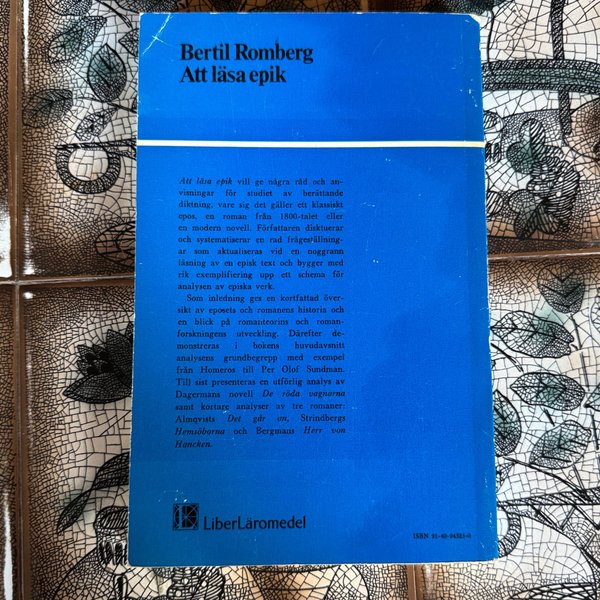 Bertil Romberg
Att läsa epik
Att läsa epik vill ge några råd och an-
visningar för studiet av berättande
diktning, vare sig det gäller ett klassiskt
epos, en roman från 1800-talet eller
en modern novell. Författaren disktuerar
och systematiserar en rad frågeställning-
ar som aktualiseras vid en noggrann
läsning av en episk text och bygger med
rik exemplifiering upp ett schema för
analysen av episka verk.
Som inledning ges en kortfattad över-
sikt av eposets och romanens historia och
en blick på romanteorins och roman-
forskningens utveckling. Därefter de-
monstreras i bokens huvudavsnitt
analysens grundbegrepp med exempel
från Homeros till Per Olof Sundman.
Till sist presenteras en utförlig analys av
Dagermans novell De röda vagnarna
samt kortare analyser av tre romaner:
Almqvists Det går an, Strindbergs
Hemsöborna och Bergmans Herr von
Hancken.
LiberLäromedel
ISBN